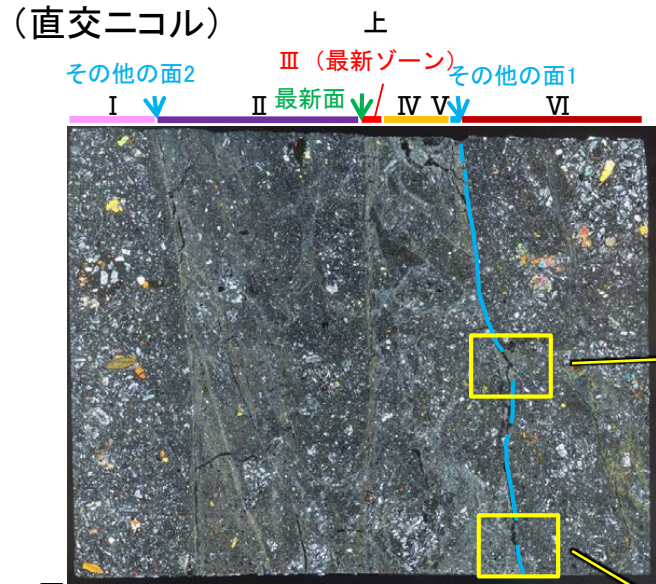 （直交ニコル）
上
その他の面2
Ⅲ（最新ゾーン）
その他の面1
最新面
Ⅰ Ⅱ Ⅳ Ⅴ Ⅵ